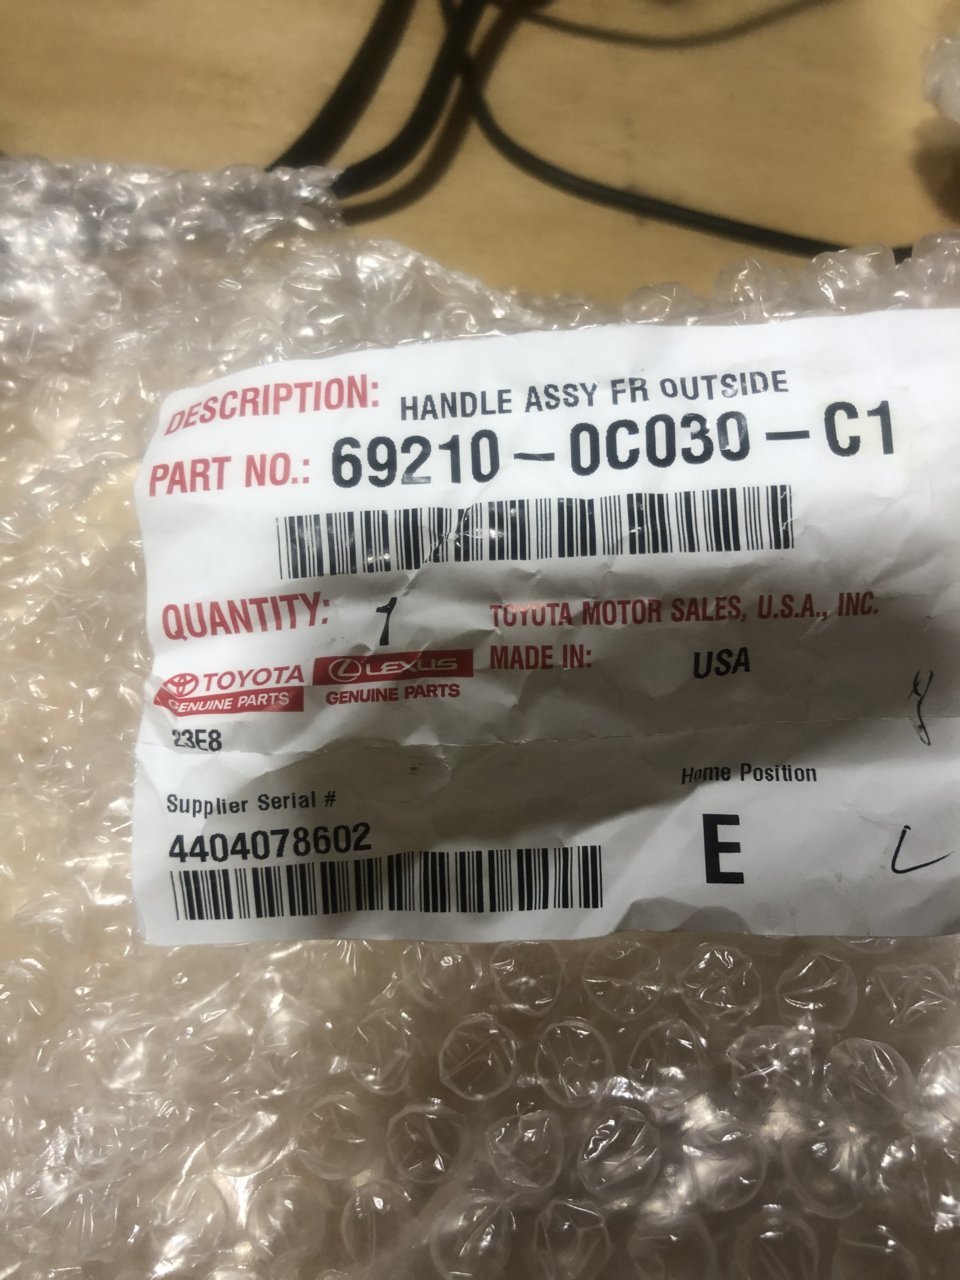 DESCRIPTION: HANDLE ASSY FR OUTSIDE
PART NO.: 69210-0C030-C1
QUANTITY: 1
TOYOTA MOTOR SALES, U.S.A., INC.
MADE IN: USA
TOYOTA
GENUINE PARTS
LEXUS
GENUINE PARTS
23E8
Supplier Serial #
4404078602
Home Position
E
L